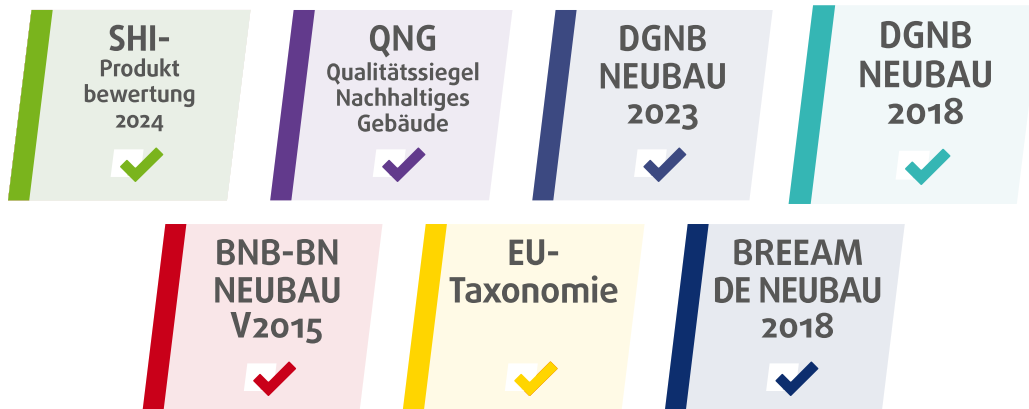 SHI-
Produkt
bewertung
2024
QNG
Qualitätssiegel
Nachhaltiges
Gebäude
DGNB
NEUBAU
2023
DGNB
NEUBAU
2018
BNB-BN
NEUBAU
V2015
EU-
Taxonomie
BREEAM
DE NEUBAU
2018